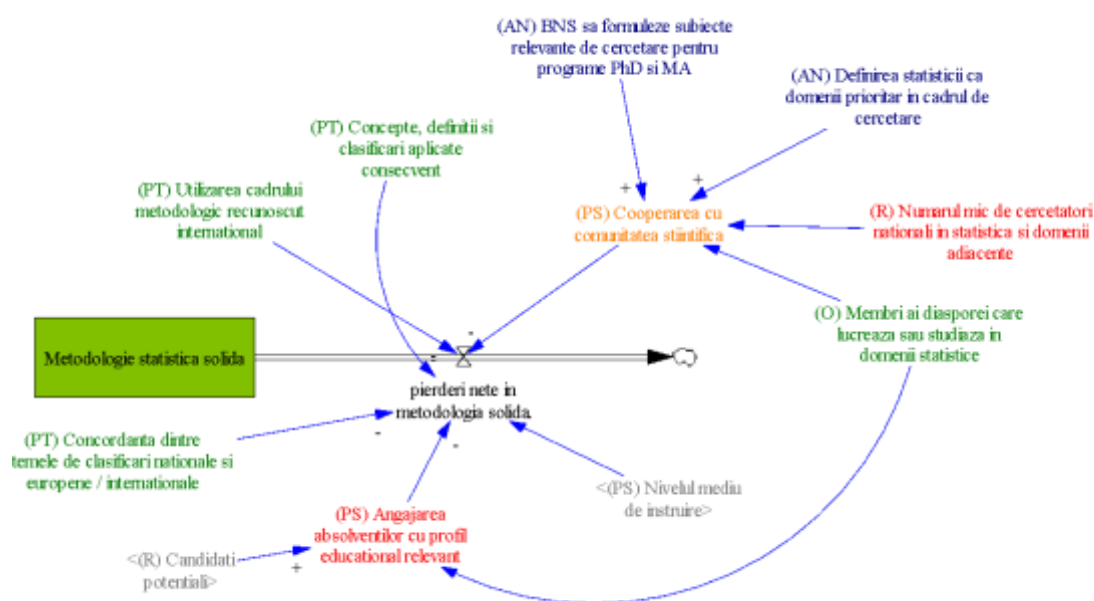 (AN) BNS sa formuleze subiecte
relevante de cercetare pentru
programe PhD si MA
(AN) Definirea statisticii ca
domenii prioritar in cadrul de
cercetare
(PT) Concepte, definitii si
clasificari aplicate
consecvent
(PT) Utilizarea cadrului
metodologic recunoscut
international
+
+
(PS) Cooperarea cu
comunitatea stiintifica
(R) Numarul mic de cercetatori
nationali in statistica si domenii
adiacente
(O) Membri ai diasporei care
lucreaza sau studiaza in
domenii statistice
Metodologie statistica solida
-
-
pierderi nete in
metodologia solida.
(PT) Concordanta dintre
temele de clasificari nationale si
europene / internationale
-
-
<(PS) Nivelul mediu
de instruire>
(PS) Angajarea
absolventilor cu profil
educational relevant
<(R) Candidati
potentiali>
+